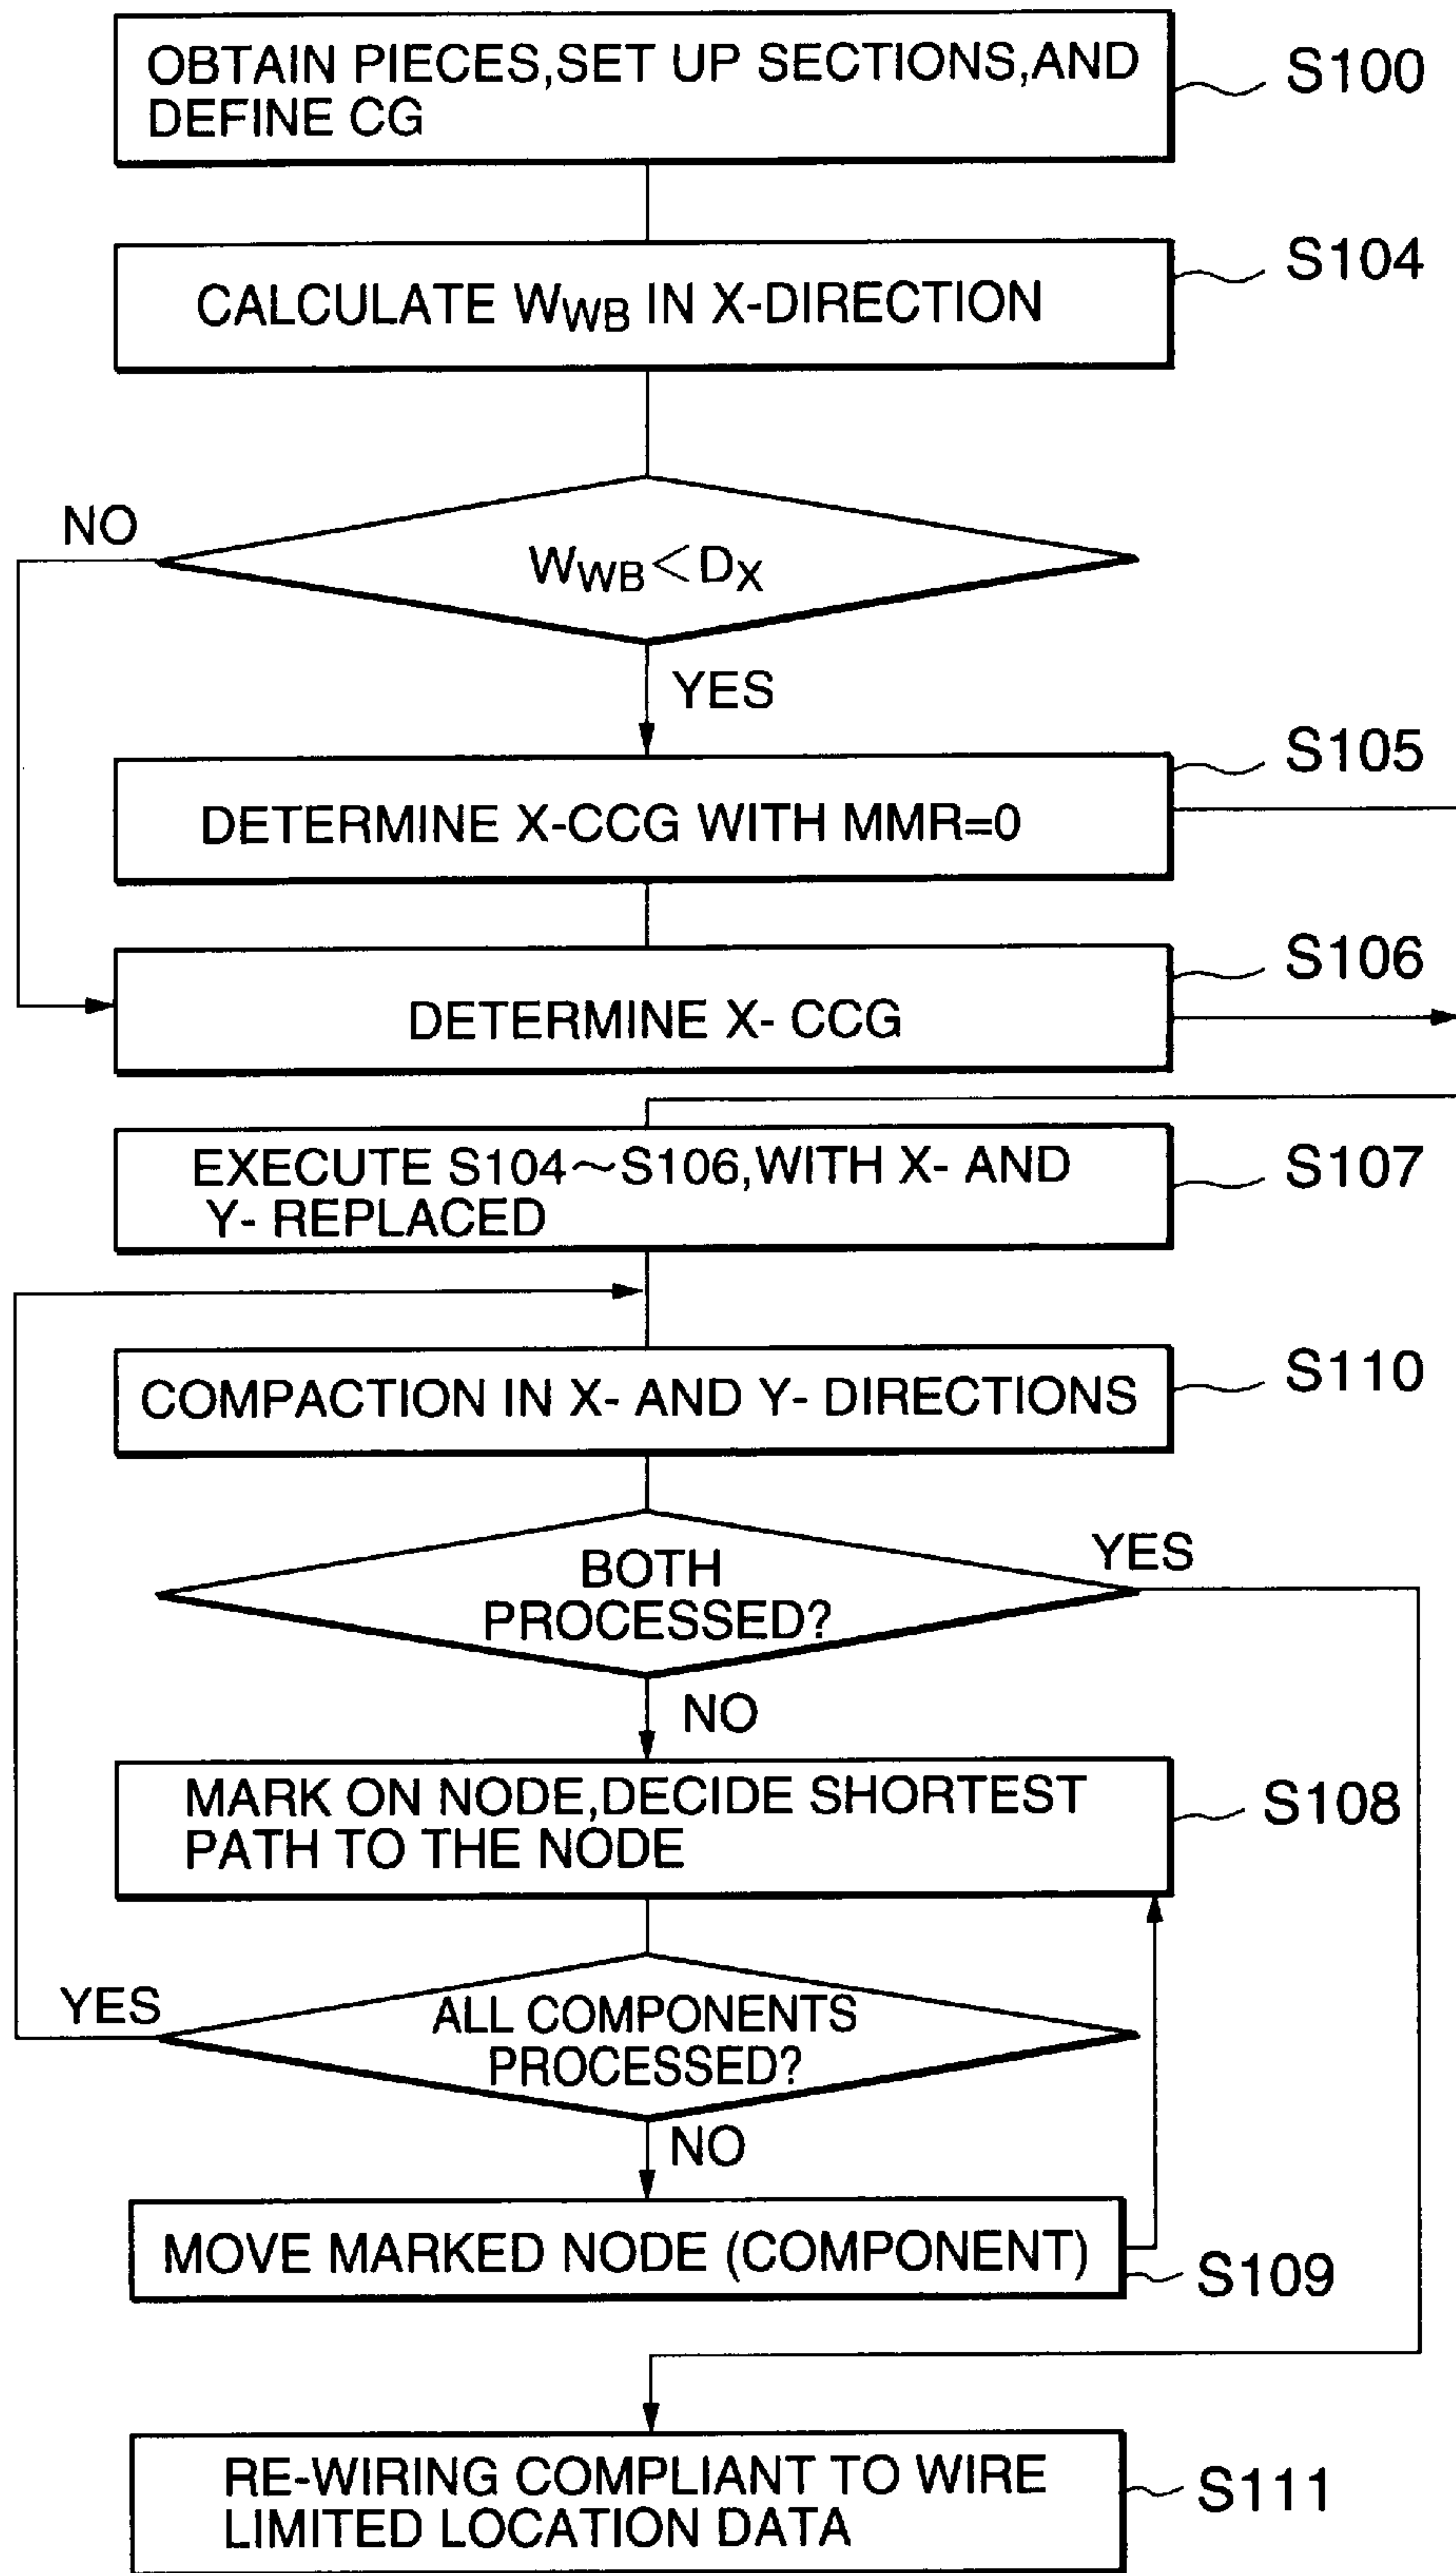 OBTAIN PIECES,SET UP SECTIONS,AND
DEFINE CG
S100
S104
CALCULATE WWB IN X-DIRECTION
NO
WWB<DX
YES
S105
DETERMINE X-CCG WITH MMR=0
S106
DETERMINE X- CCG
EXECUTE S104~S106,WITH X- AND
Y- REPLACED
S107
S110
COMPACTION IN X- AND Y- DIRECTIONS
YES
BOTH
PROCESSED?
NO
MARK ON NODE,DECIDE SHORTEST
PATH TO THE NODE
S108
YES
ALL COMPONENTS
PROCESSED?
NO
MOVE MARKED NODE (COMPONENT)
S109
RE-WIRING COMPLIANT TO WIRE
LIMITED LOCATION DATA
S111